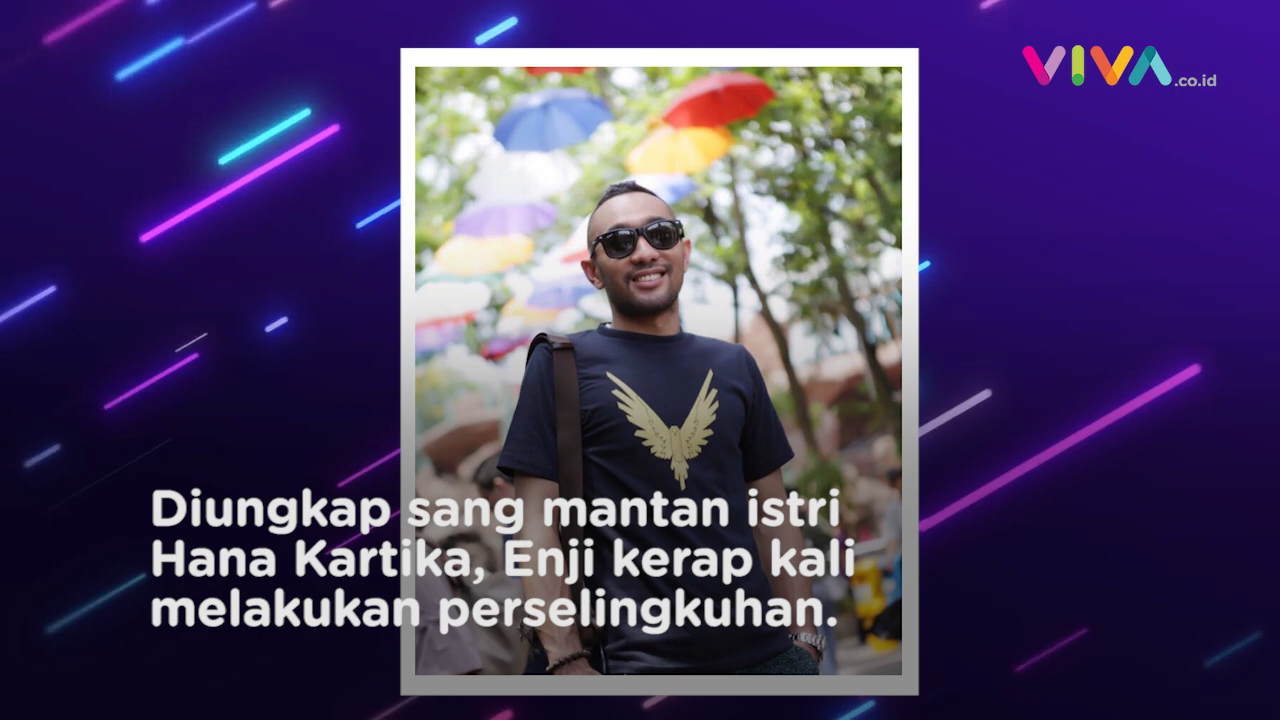 VIVA.co.id
Diungkap sang mantan istri
Hana Kartika, Enji kerap kali
melakukan perselingkuhan.